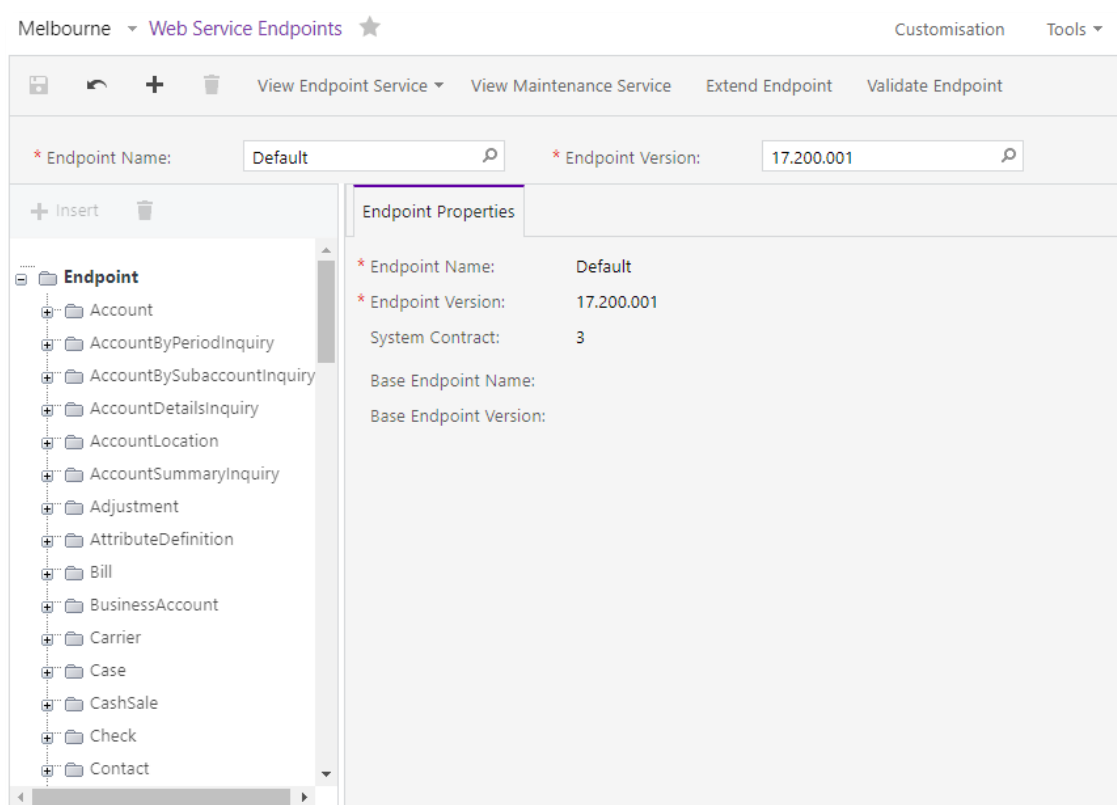 Melbourne Web Service Endpoints Customisation Tools
View Endpoint Service View Maintenance Service Extend Endpoint Validate Endpoint
* Endpoint Name: Default * Endpoint Version: 17.200.001
Insert
Endpoint Properties
Endpoint
Account
AccountByPeriodInquiry
AccountBySubaccountInquiry
AccountDetailsInquiry
AccountLocation
AccountSummaryInquiry
Adjustment
AttributeDefinition
Bill
BusinessAccount
Carrier
Case
CashSale
Check
Contact
* Endpoint Name: Default
* Endpoint Version: 17.200.001
System Contract: 3
Base Endpoint Name:
Base Endpoint Version: